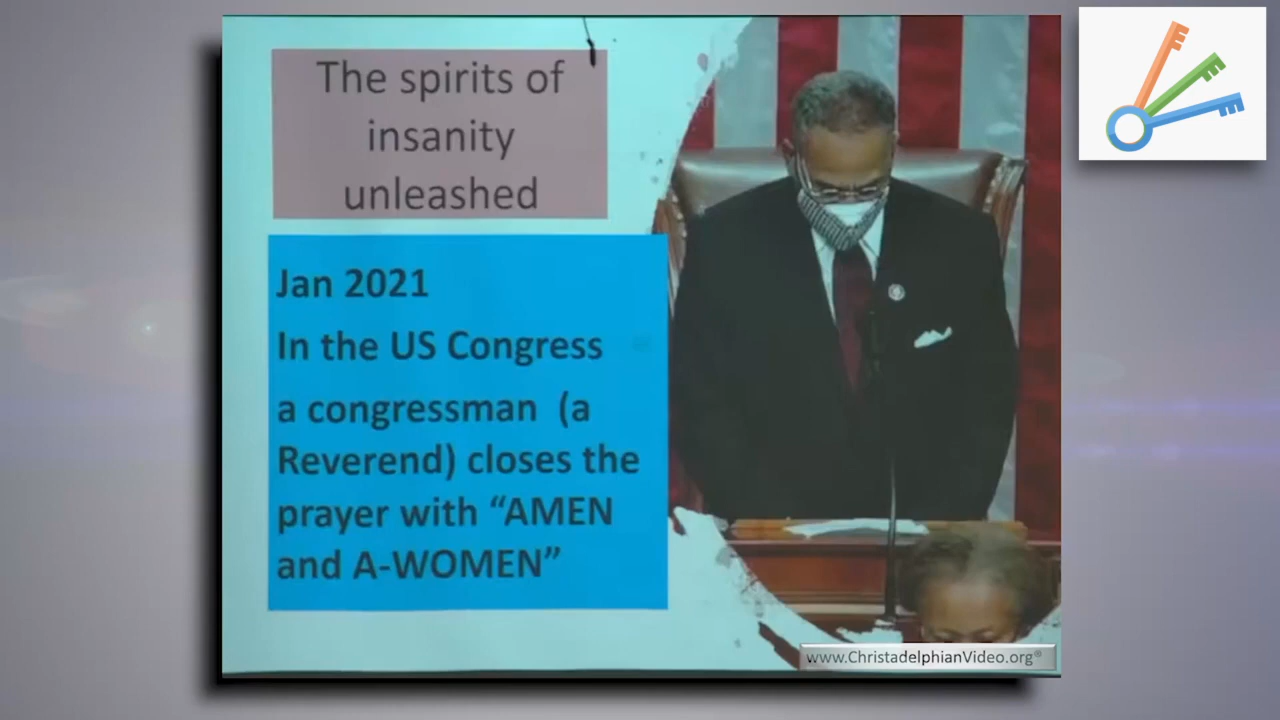 The spirits of
insanity
unleashed
Jan 2021
In the US Congress
a congressman (a
Reverend) closes the
prayer with “AMEN
and A-WOMEN”
www.ChristadelphianVideo.org®